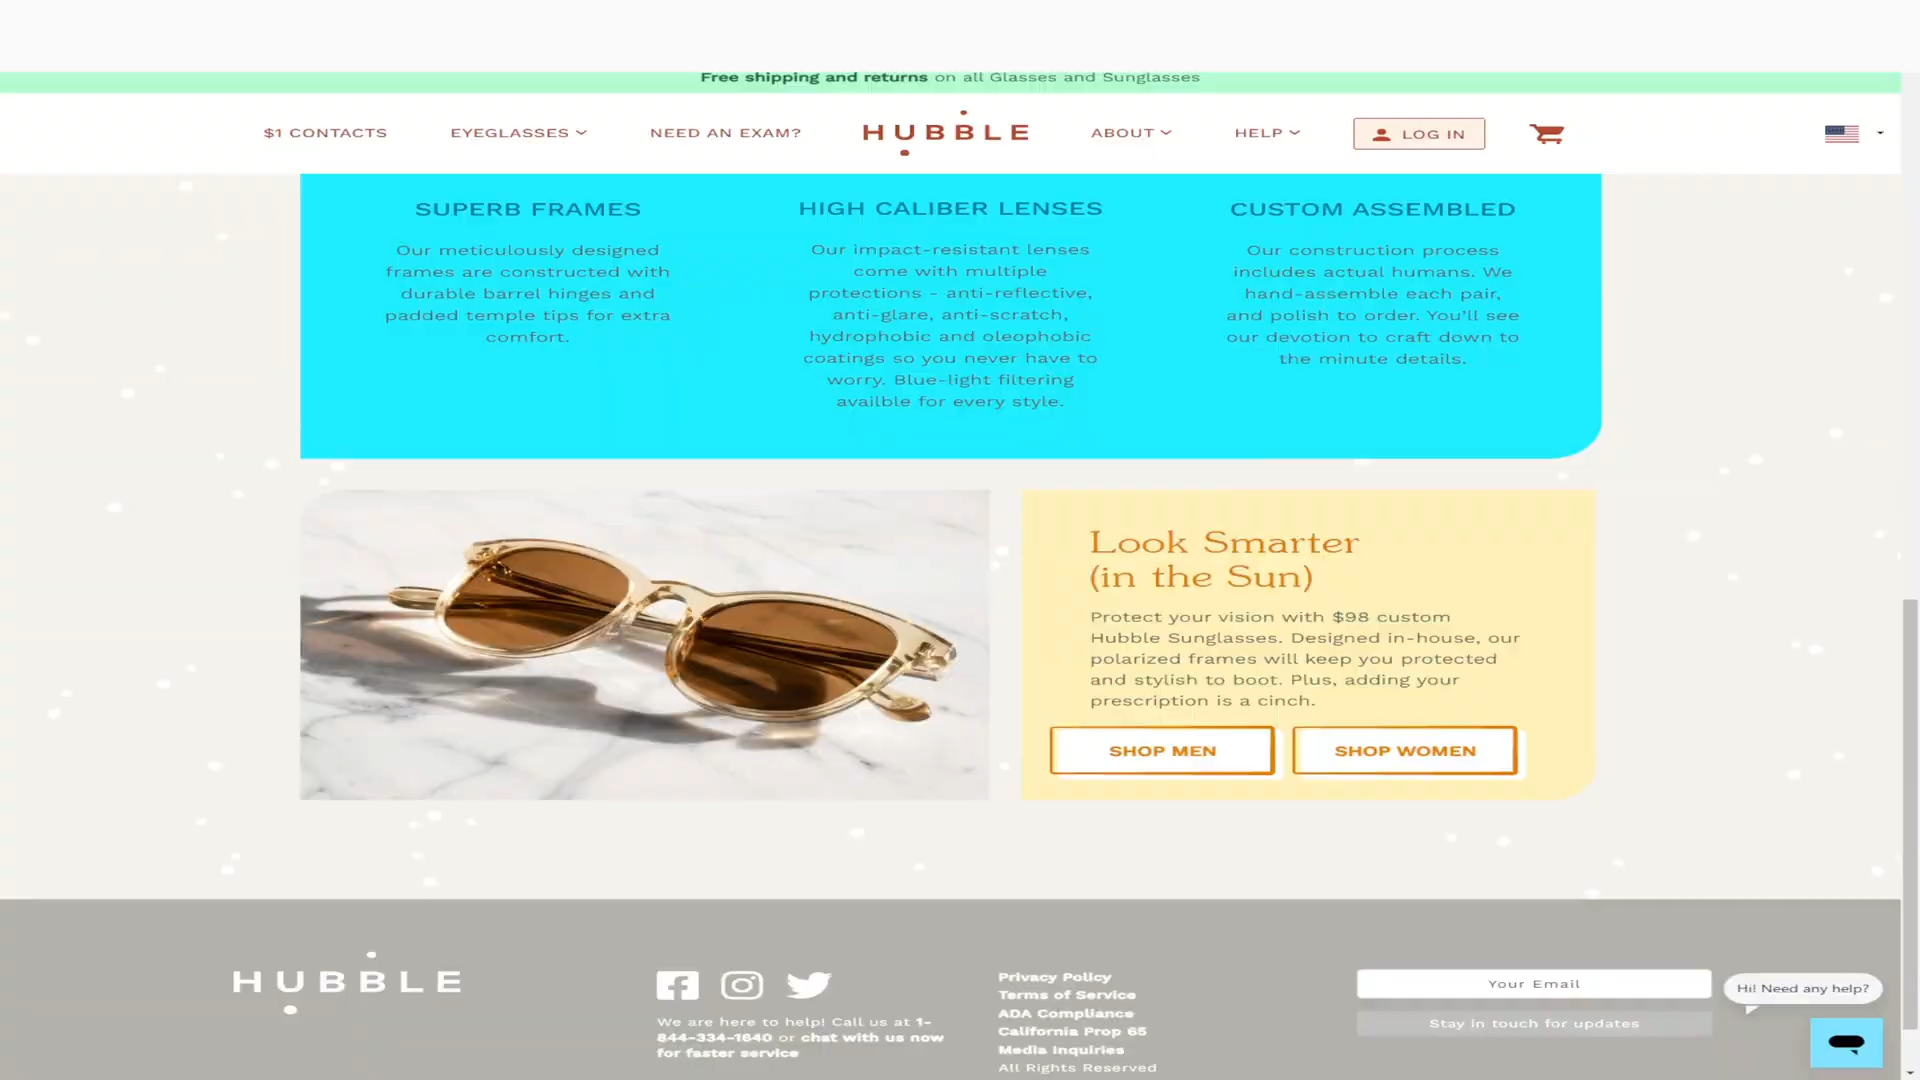 Free shipping and returns on all Glasses and Sunglasses
$1 CONTACTS EYEGLASSES NEED AN EXAM? HUBBLE ABOUT HELP LOG IN
SUPERB FRAMES
Our meticulously designed
frames are constructed with
durable barrel hinges and
padded temple tips for extra
comfort.
HIGH CALIBER LENSES
Our impact-resistant lenses
come with multiple
protections - anti-reflective,
anti-glare, anti-scratch,
hydrophobic and oleophobic
coatings so you never have to
worry. Blue-light filtering
availble for every style.
CUSTOM ASSEMBLED
Our construction process
includes actual humans. We
hand-assemble each pair,
and polish to order. You'll see
our devotion to craft down to
the minute details.
Look Smarter
(in the Sun)
Protect your vision with $98 custom
Hubble Sunglasses. Designed in-house, our
polarized frames will keep you protected
and stylish to boot. Plus, adding your
prescription is a cinch.
SHOP MEN SHOP WOMEN
HUBBLE
We are here to help! Call us at 1-
844-334-1640 or chat with us now
for faster service
Privacy Policy
Terms of Service
ADA Compliance
California Prop 65
Media Inquiries
All Rights Reserved
Your Email
Stay in touch for updates
Hi! Need any help?